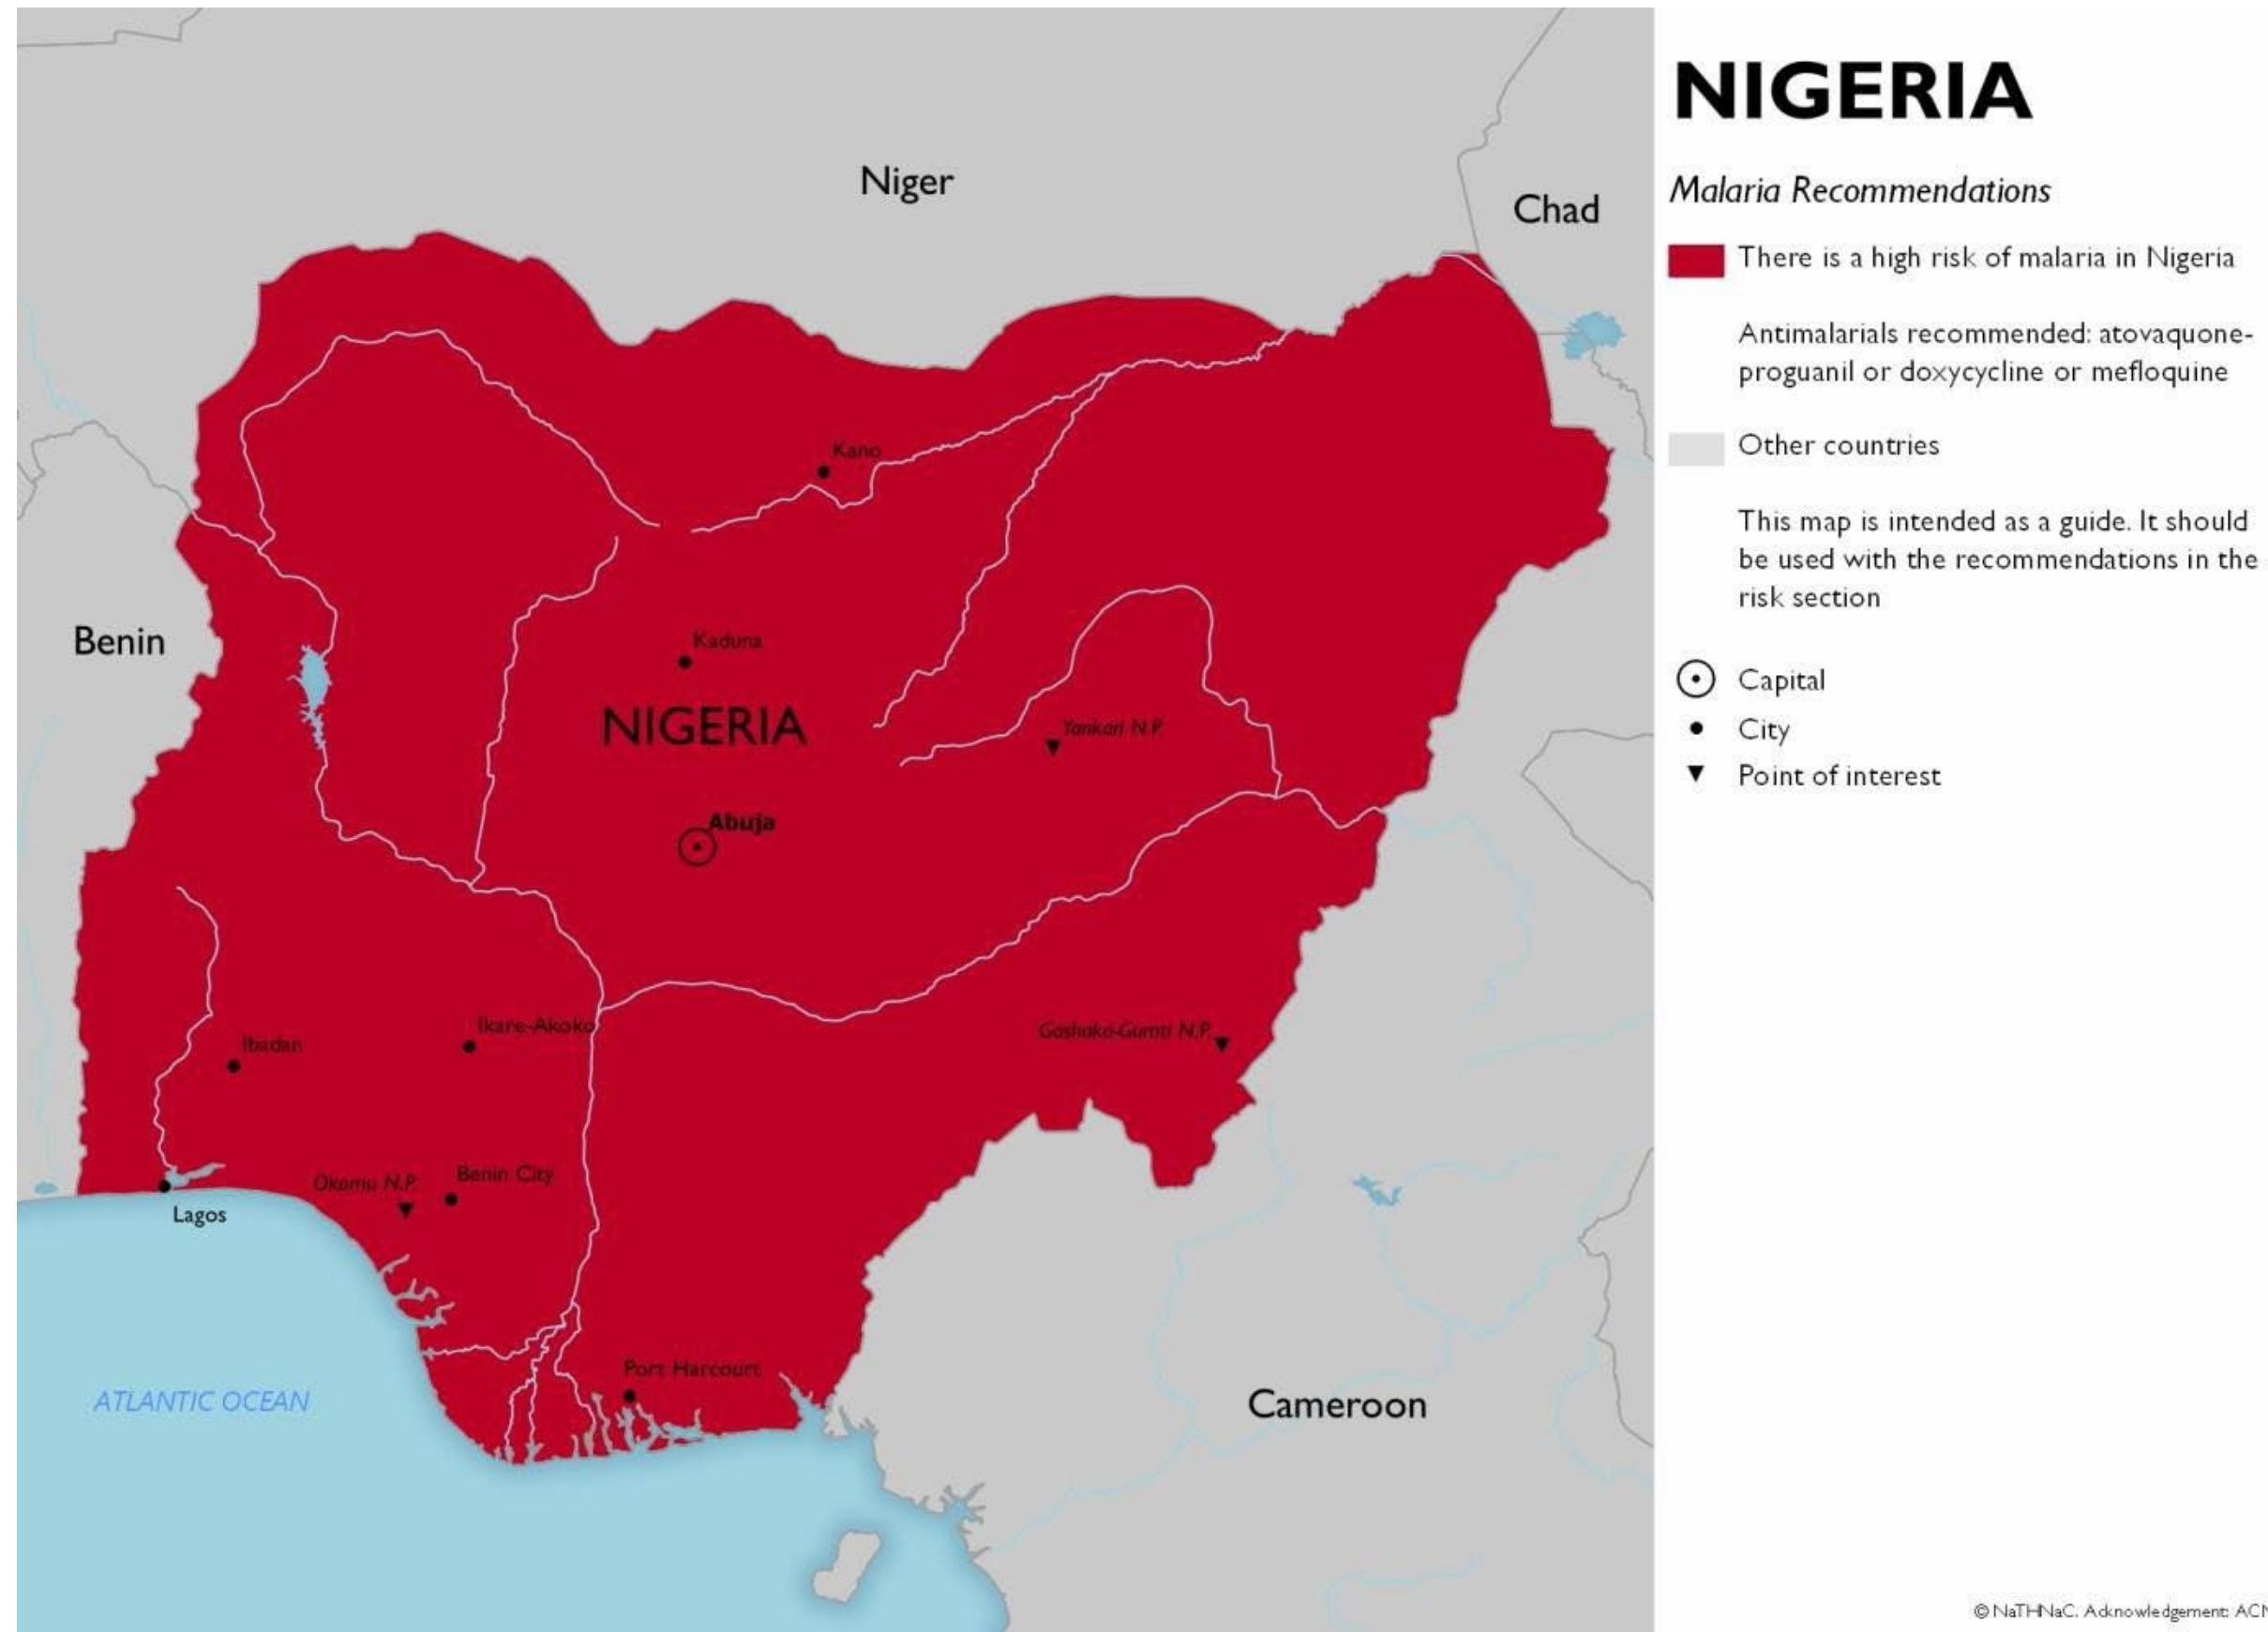 NIGERIA
Malaria Recommendations
There is a high risk of malaria in Nigeria
Antimalarials recommended: atovaquone-
proguanil or doxycycline or mefloquine
Other countries
This map is intended as a guide. It should
be used with the recommendations in the
risk section
Capital
City
Point of interest
Niger
Chad
Kano
Benin
Kaduna
NIGERIA
Yankari N.P.
Abuja
Ikare-Akoko
Gashaka-Gumti N.P.
Ibadan
Okomu N.P.
Benin City
Lagos
Port Harcourt
ATLANTIC OCEAN
Cameroon
© NaTHNaC. Acknowledgement: